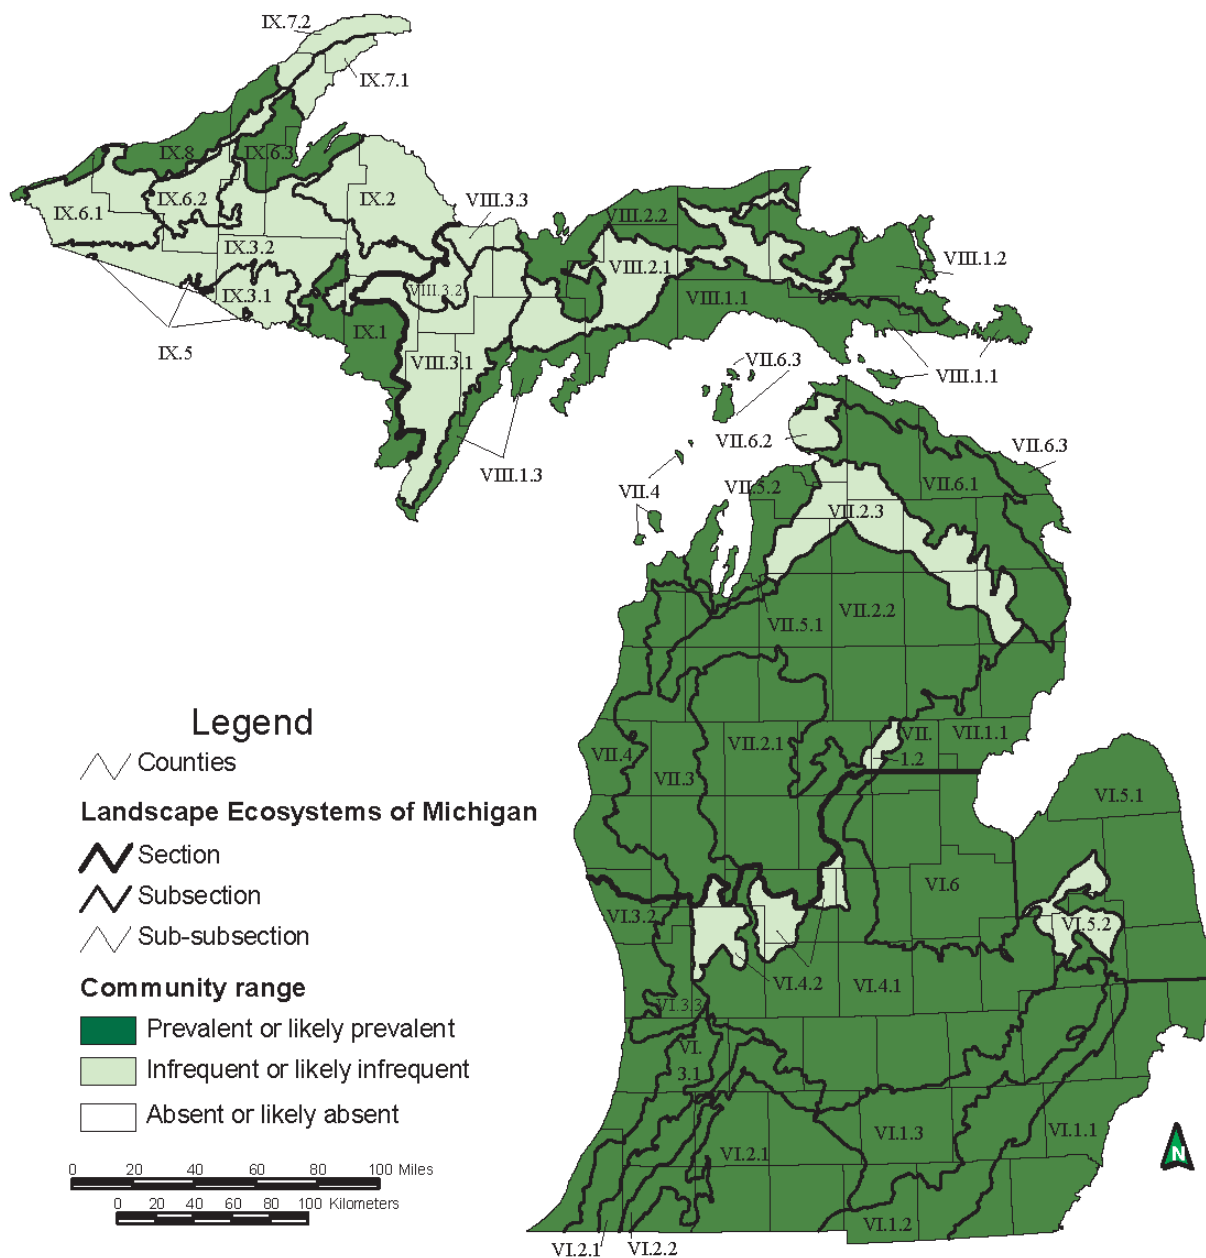 IX.7.2
IX.7.1
IX.8
IX.6.3
IX.6.2
IX.6.1
IX.2
VIII.3.3
VIII.2.2
IX.3.2
VIII.2.1
VIII.1.2
VIII.3.2
IX.3.1
VIII.1.1
IX.1
IX.5
VIII.3.1
VII.6.3
VIII.1.1
VII.6.2
VII.6.3
VIII.1.3
VII.4
VII.5.2
VII.6.1
VII.2.3
VII.2.2
VII.5.1
Legend
Counties
Landscape Ecosystems of Michigan
Section
Subsection
Sub-subsection
Community range
Prevalent or likely prevalent
Infrequent or likely infrequent
Absent or likely absent
0 20 40 60 80 100 Miles
0 20 40 60 80 100 Kilometers
VII.4
VII.3
VII.2.1
VII.
1.2
VII.1.1
VI.5.1
VI.6
VI.3.2
VI.5.2
VI.4.2
VI.4.1
VI.3.3
VI.
3.1
VI.1.3
VI.1.1
VI.2.1
VI.1.2
VI.2.1
VI.2.2
N